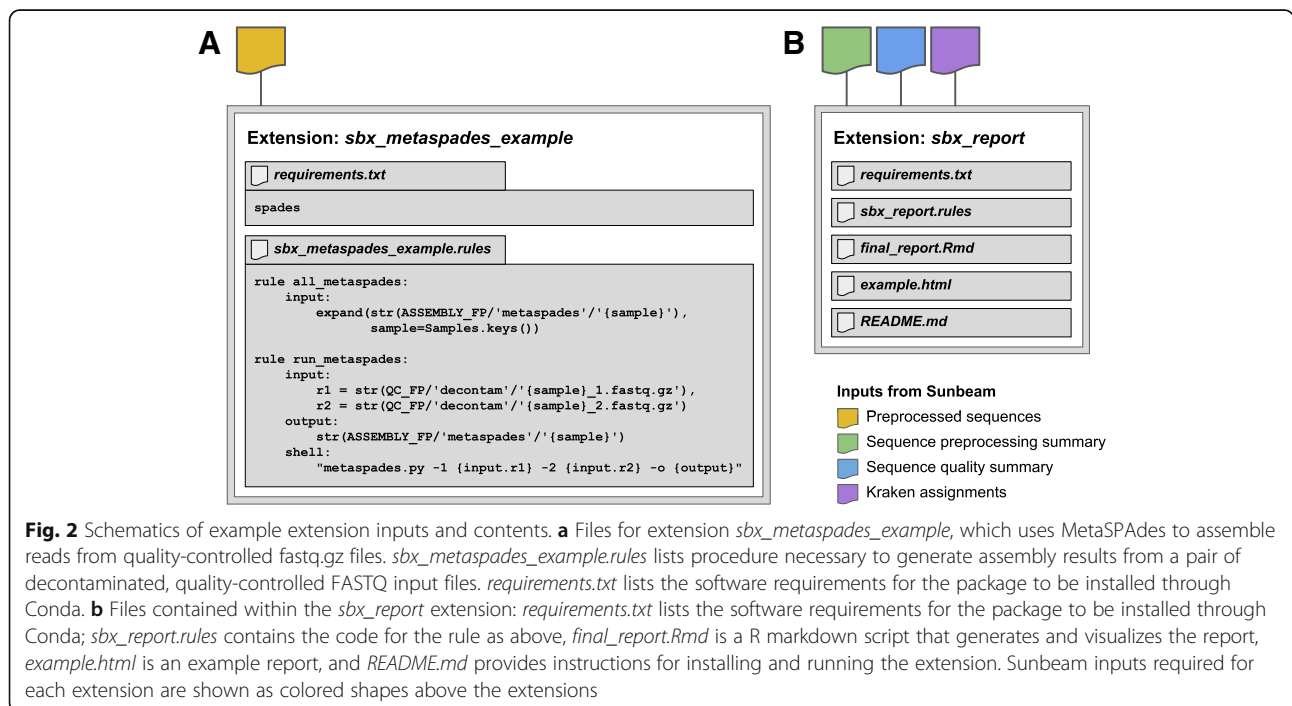 A
B
Extension: sbx_metaspades_example
requirements.txt
spades
sbx_metaspades_example.rules
rule all_metaspades:
input:
expand(str(ASSEMBLY_FP/'metaspades'/'{sample}'),
sample=Samples.keys())
rule run_metaspades:
input:
r1 = str(QC_FP/'decontam'/'{sample}_1.fastq.gz'),
r2 = str(QC_FP/'decontam'/'{sample}_2.fastq.gz')
output:
str(ASSEMBLY_FP/'metaspades'/'{sample}')
shell:
"metaspades.py -1 {input.r1} -2 {input.r2} -o {output}"
Extension: sbx_report
requirements.txt
sbx_report.rules
final_report.Rmd
example.html
README.md
Inputs from Sunbeam
Preprocessed sequences
Sequence preprocessing summary
Sequence quality summary
Kraken assignments
Fig. 2 Schematics of example extension inputs and contents. a Files for extension sbx_metaspades_example, which uses MetaSPAdes to assemble
reads from quality-controlled fastq.gz files. sbx_metaspades_example.rules lists procedure necessary to generate assembly results from a pair of
decontaminated, quality-controlled FASTQ input files. requirements.txt lists the software requirements for the package to be installed through
Conda. b Files contained within the sbx_report extension: requirements.txt lists the software requirements for the package to be installed through
Conda; sbx_report.rules contains the code for the rule as above, final_report.Rmd is a R markdown script that generates and visualizes the report,
example.html is an example report, and README.md provides instructions for installing and running the extension. Sunbeam inputs required for
each extension are shown as colored shapes above the extensions